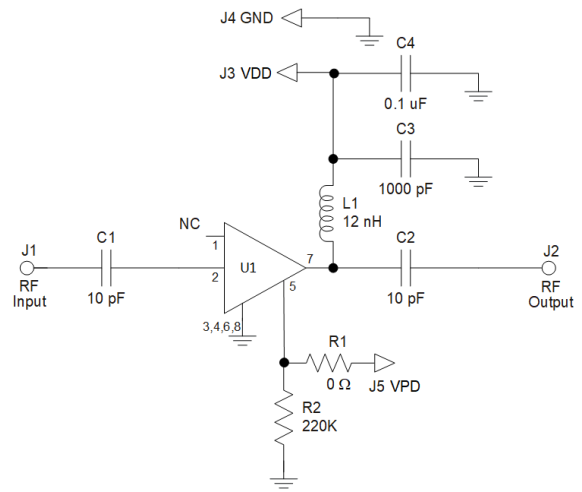 J4 GND
C4
J3 VDD
0.1 uF
C3
1000 pF
L1
12 nH
NC
1
J1
C1
7
C2
J2
2
U1
5
RF
Input
10 pF
10 pF
RF
Output
3,4,6,8
R1
0 Ω
J5 VPD
R2
220K